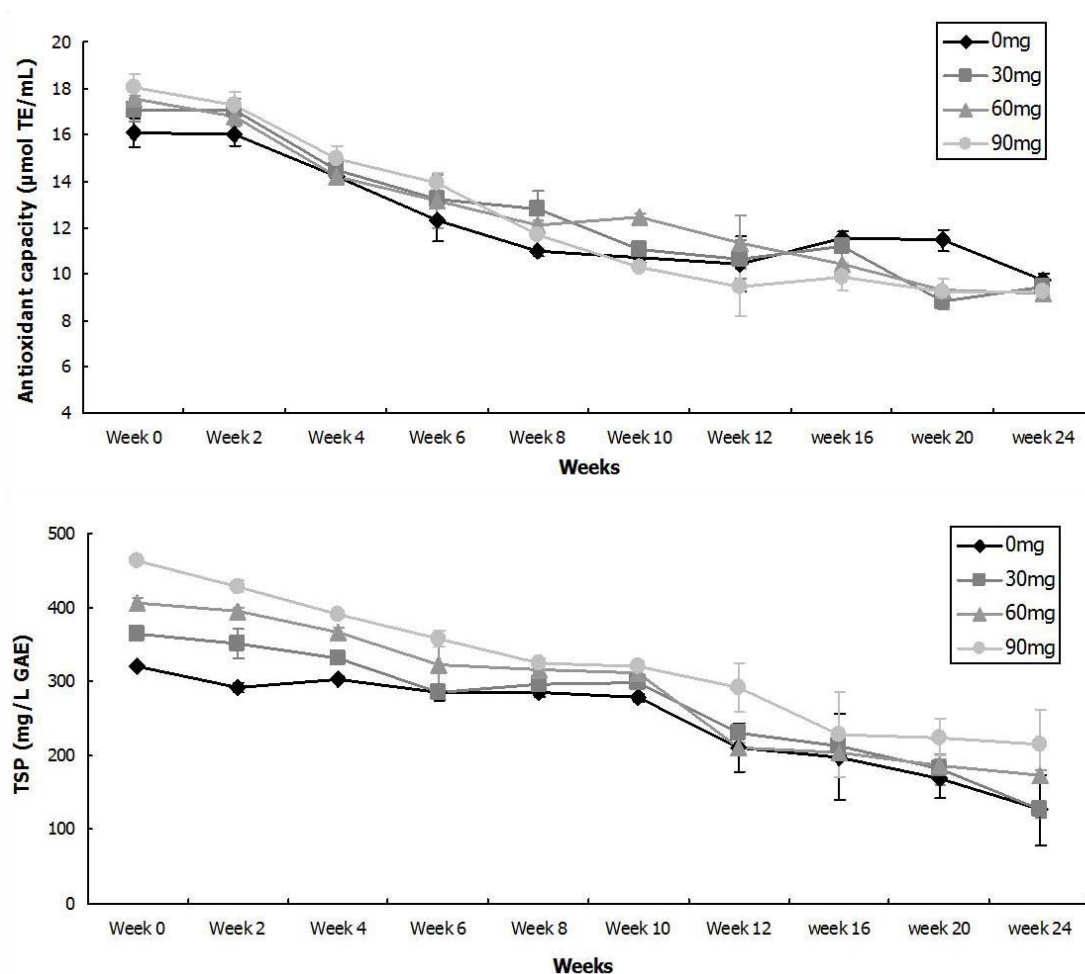 Antioxidant capacity (µmol TE/mL)
20
18
16
14
12
10
8
6
4
Week 0 Week 2 Week 4 Week 6 Week 8 Week 10 Week 12 week 16 week 20 week 24
Weeks
0mg
30mg
60mg
90mg
TSP (mg/L GAE)
500
400
300
200
100
0
Week 0 Week 2 Week 4 Week 6 Week 8 Week 10 Week 12 week 16 week 20 week 24
Weeks
0mg
30mg
60mg
90mg